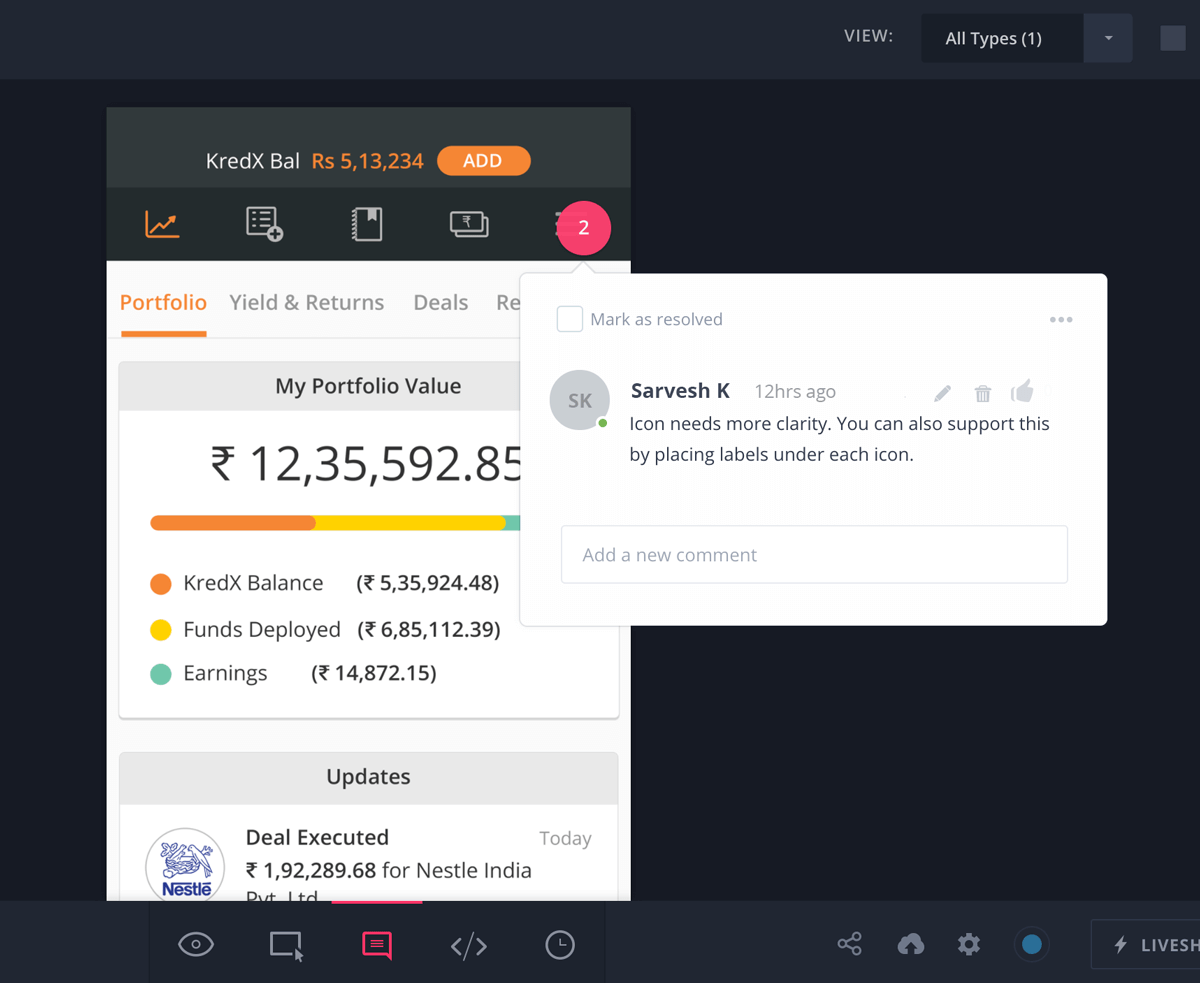 VIEW: All Types (1)
KredX Bal Rs 5,13,234 ADD
₹
2
Portfolio Yield & Returns Deals Re
Mark as resolved
My Portfolio Value
SK Sarvesh K 12hrs ago
Icon needs more clarity. You can also support this
by placing labels under each icon.
₹ 12,35,592.85
Add a new comment
KredX Balance (₹ 5,35,924.48)
Funds Deployed (₹ 6,85,112.39)
Earnings (₹ 14,872.15)
Updates
Deal Executed Today
₹ 1,92,289.68 for Nestle India
Pvt. Ltd
Nestlé
LIVESH